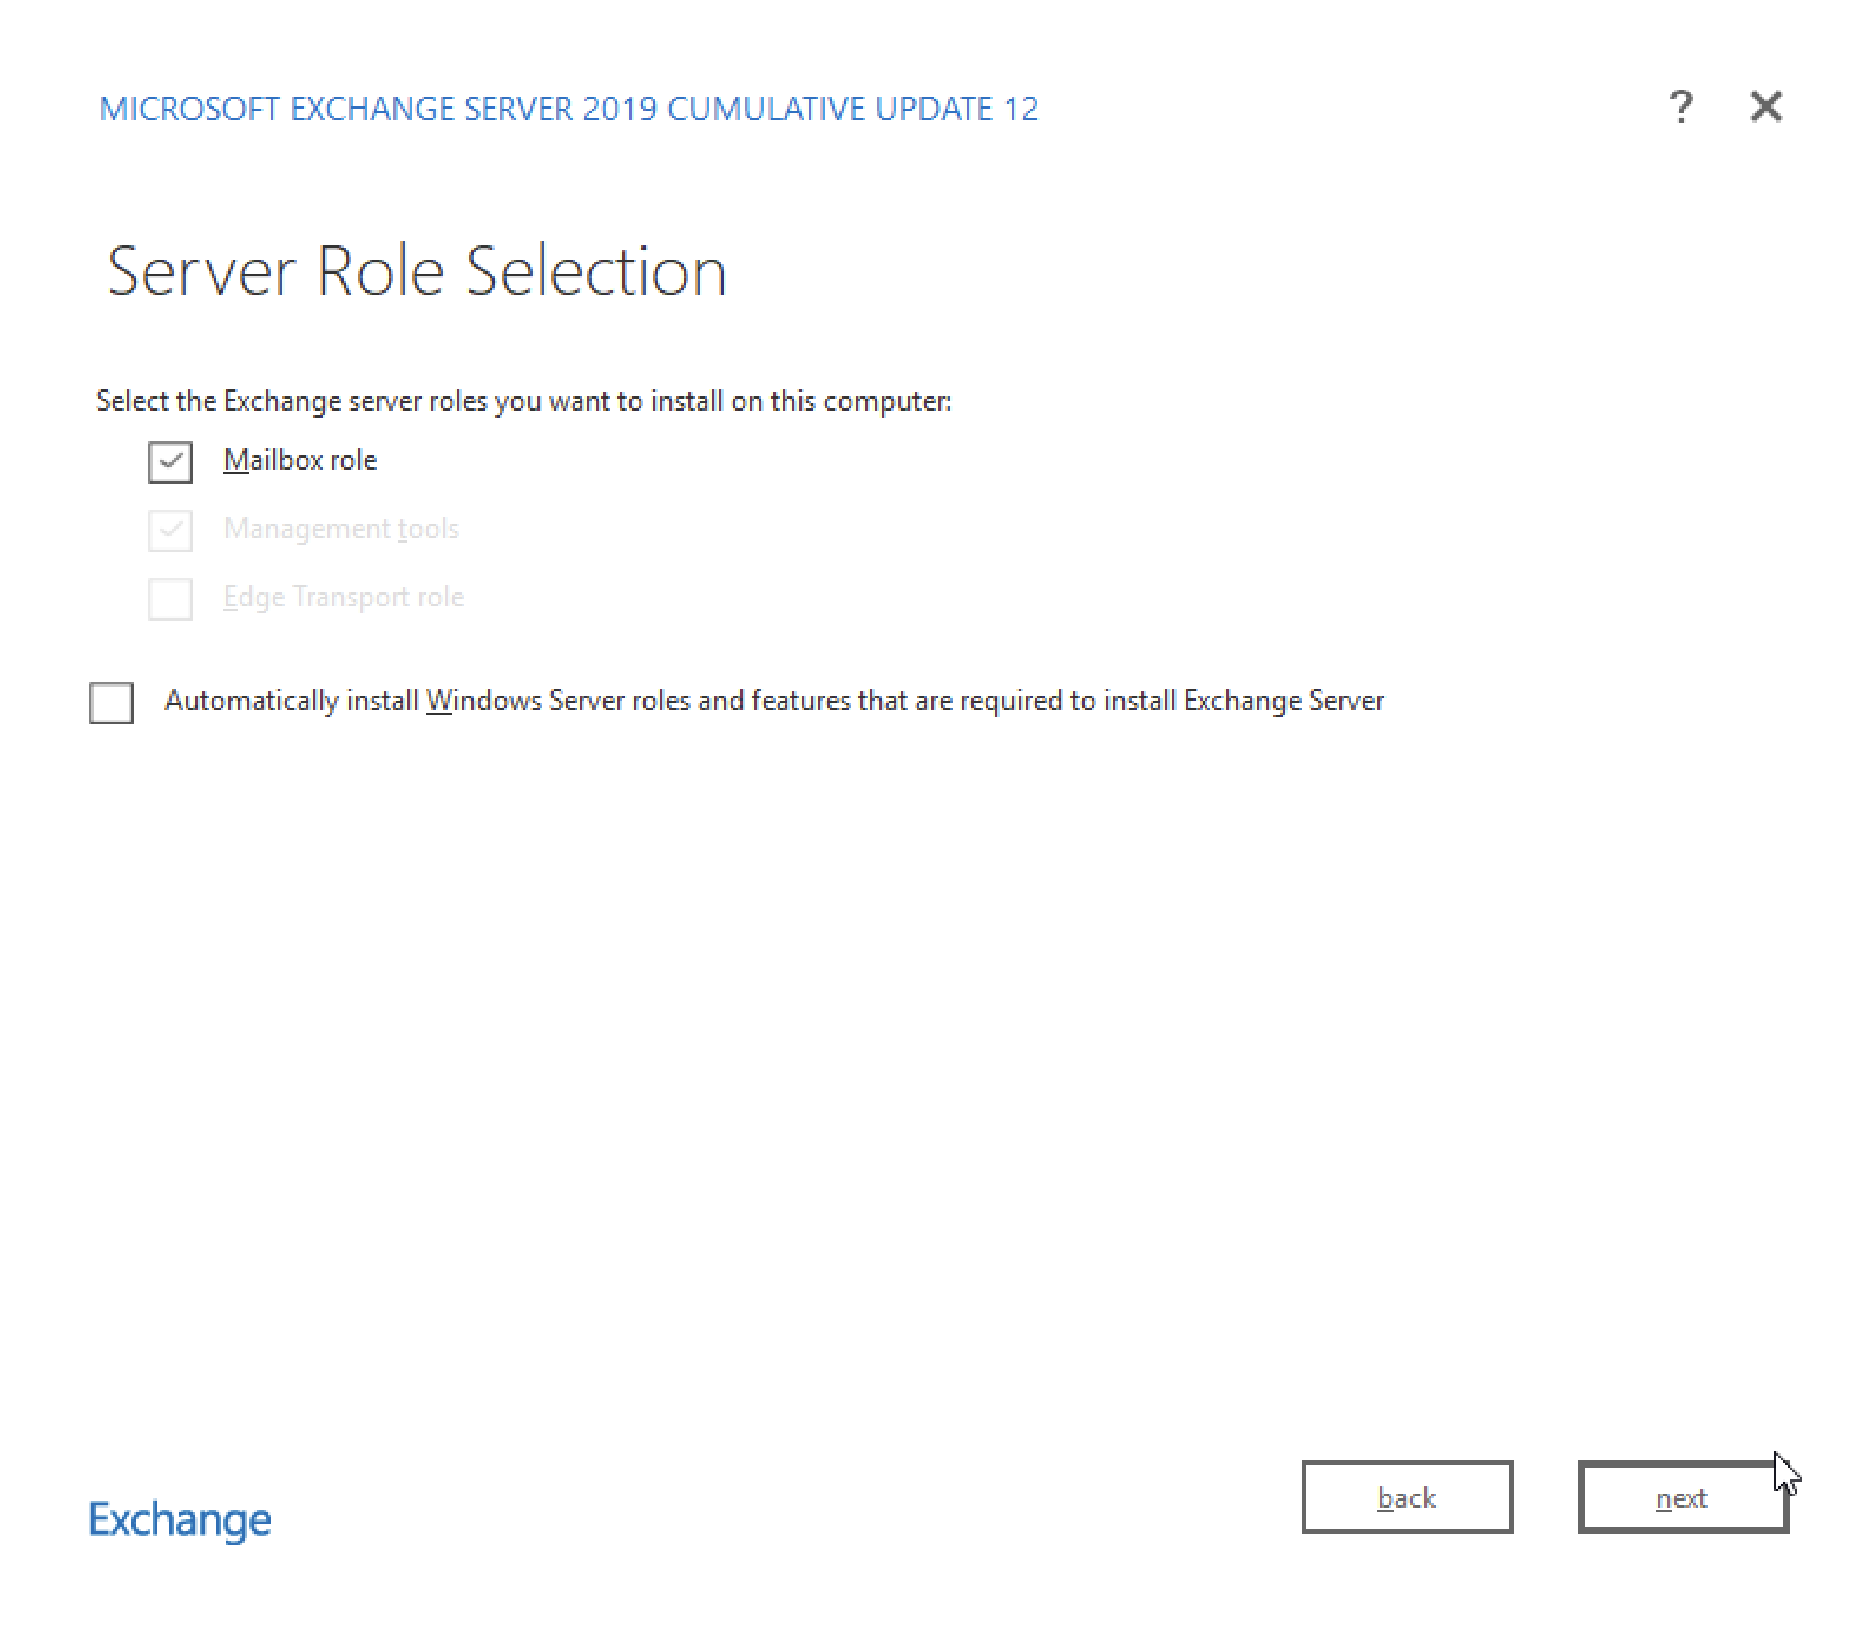 MICROSOFT EXCHANGE SERVER 2019 CUMULATIVE UPDATE 12
?
Server Role Selection
Select the Exchange server roles you want to install on this computer:
Mailbox role
Management tools
Edge Transport role
Automatically install Windows Server roles and features that are required to install Exchange Server
Exchange
back
next